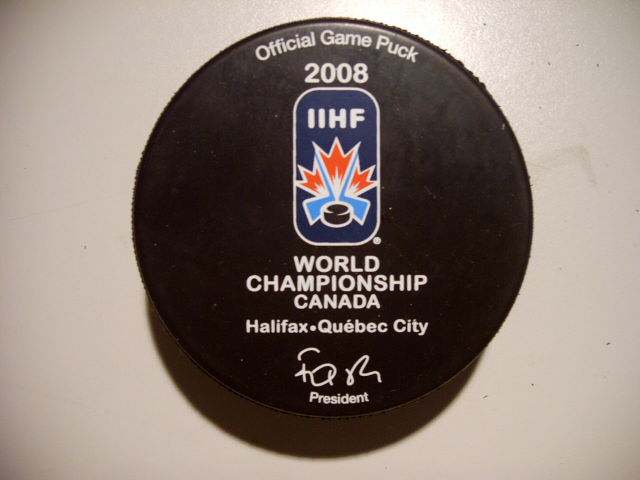 Official Game Puck
2008
IIHF
®
WORLD
CHAMPIONSHIP
CANADA
Halifax•Québec City
President